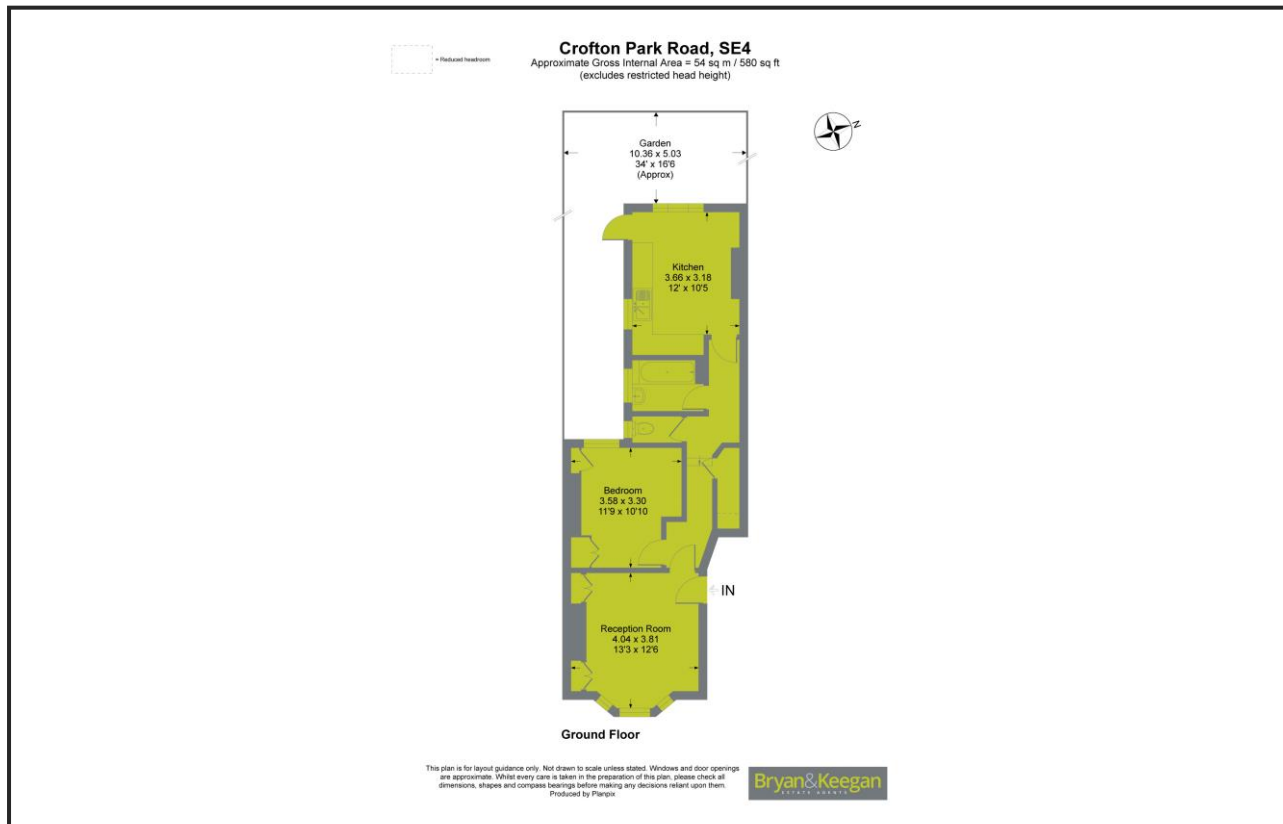 Crofton Park Road, SE4
Approximate Gross Internal Area = 54 sq m / 580 sq ft
(excludes restricted head height)
= Reduced headroom
N
Garden
10.36 x 5.03
34' x 16'6
(Approx)
Kitchen
3.66 x 3.18
12' x 10'5
Bedroom
3.58 x 3.30
11'9 x 10'10
IN
Reception Room
4.04 x 3.81
13'3 x 12'6
Ground Floor
This plan is for layout guidance only. Not drawn to scale unless stated. Windows and door openings
are approximate. Whilst every care is taken in the preparation of this plan, please check all
dimensions, shapes and compass bearings before making any decisions reliant upon them.
Produced by Planpix
Bryan&Keegan
ESTATE AGENTS